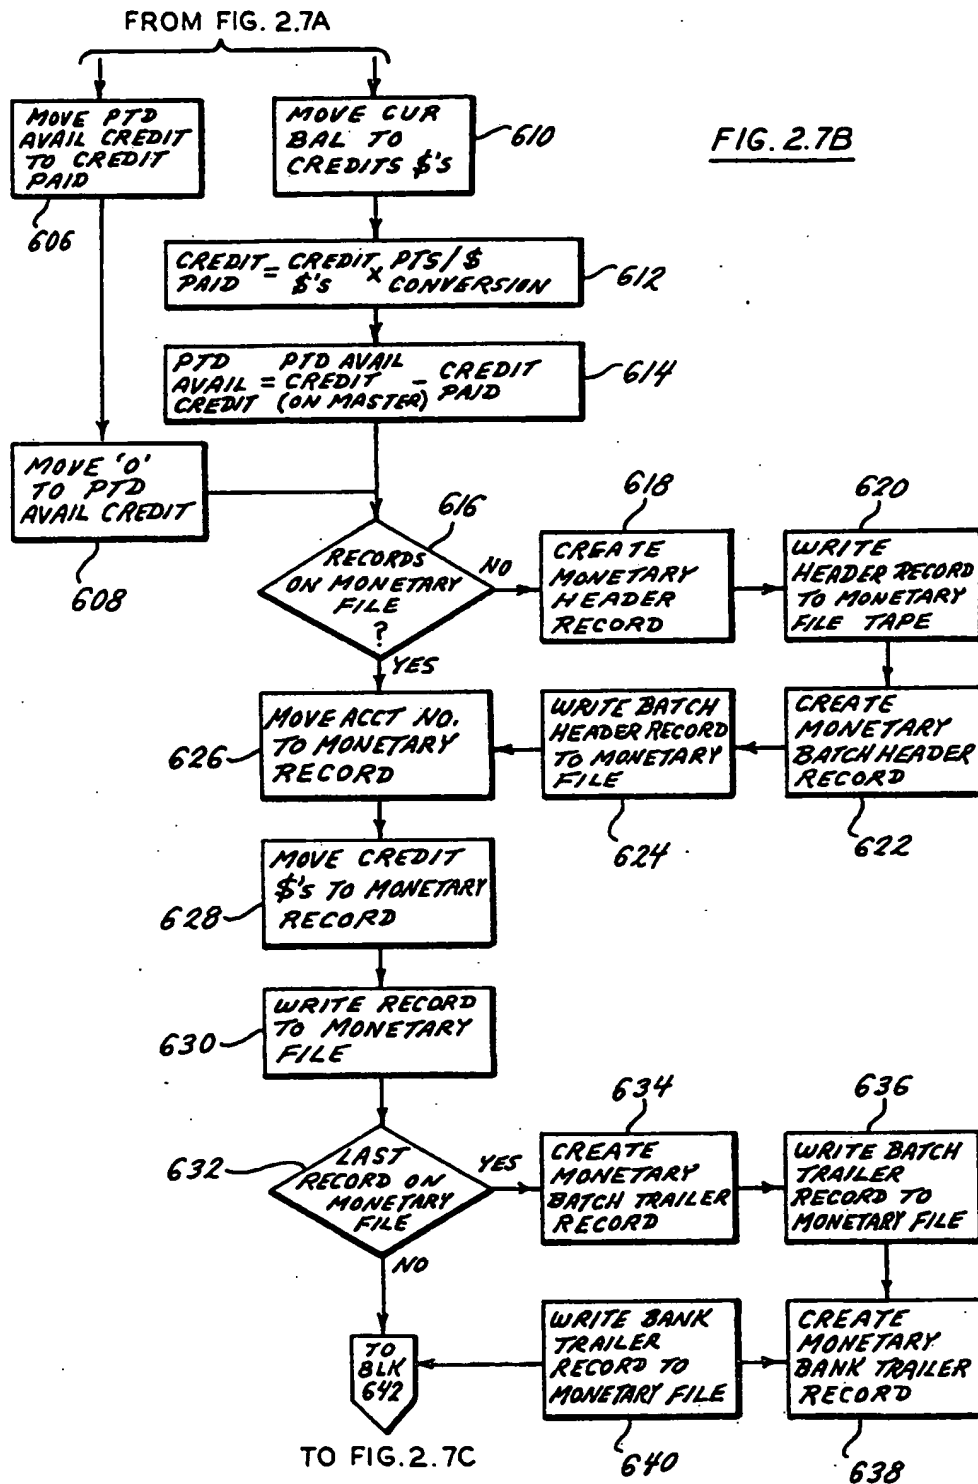 FROM FIG. 2.7A
MOVE PTD
AVAIL CREDIT
TO CREDIT
PAID
606
MOVE CUR
BAL TO
CREDITS $'s
610
FIG. 2.7B
CREDIT = CREDIT × PTS/$
PAID $'s CONVERSION
612
PTD PTD AVAIL
AVAIL = CREDIT – CREDIT
CREDIT (ON MASTER) PAID
614
MOVE 'O'
TO PTD
AVAIL CREDIT
608
616
RECORDS
ON MONETARY
FILE
?
NO
YES
618
CREATE
MONETARY
HEADER
RECORD
620
WRITE
HEADER RECORD
TO MONETARY
FILE TAPE
CREATE
MONETARY
BATCH HEADER
RECORD
622
WRITE BATCH
HEADER RECORD
TO MONETARY
FILE
624
MOVE ACCT NO.
TO MONETARY
RECORD
626
MOVE CREDIT
$'s TO MONETARY
RECORD
628
WRITE RECORD
TO MONETARY
FILE
630
632
LAST
RECORD ON
MONETARY
FILE
YES
NO
634
CREATE
MONETARY
BATCH TRAILER
RECORD
636
WRITE BATCH
TRAILER
RECORD TO
MONETARY FILE
CREATE
MONETARY
BANK TRAILER
RECORD
638
WRITE BANK
TRAILER
RECORD TO
MONETARY FILE
640
TO
BLK
642
TO FIG. 2.7C